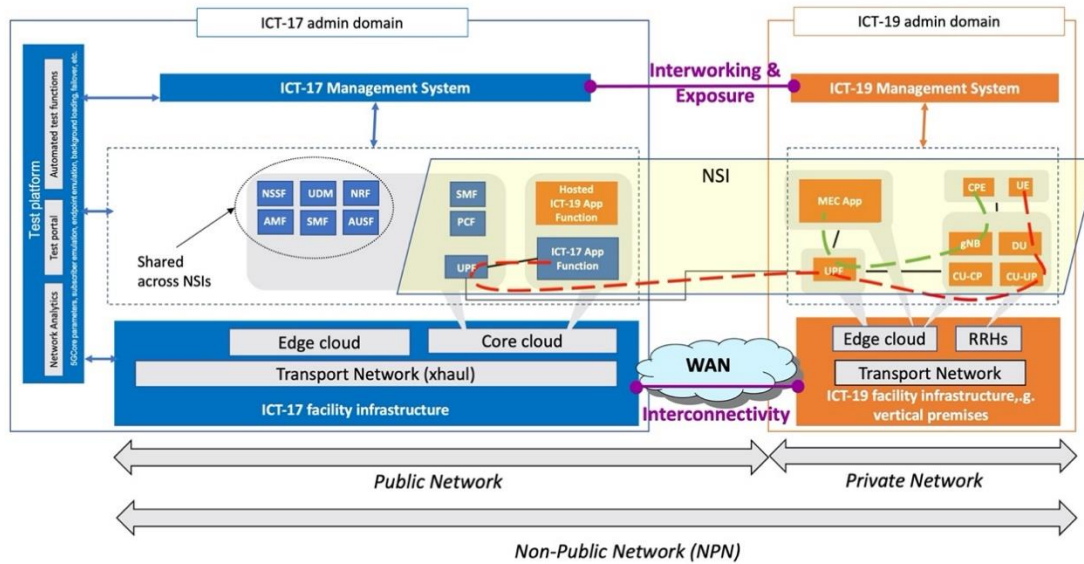 ICT-17 admin domain
ICT-19 admin domain
Test platform
Automated test functions
Test portal
Network Analytics
5GCore parameters, subscriber emulation, endpoint emulation, background loading, failover, etc.
ICT-17 Management System
Interworking &
Exposure
ICT-19 Management System
NSI
NSSF
UDM
NRF
AMF
SMF
AUSF
Shared
across NSIs
SMF
PCF
UPF
Hosted
ICT-19 App
Function
ICT-17 App
Function
MEC App
UPF
CPE
UE
gNB
DU
CU-CP
CU-UP
Edge cloud
Core cloud
Transport Network (xhaul)
ICT-17 facility infrastructure
WAN
Interconnectivity
Edge cloud
RRHs
Transport Network
ICT-19 facility infrastructure,.g.
vertical premises
Public Network
Private Network
Non-Public Network (NPN)